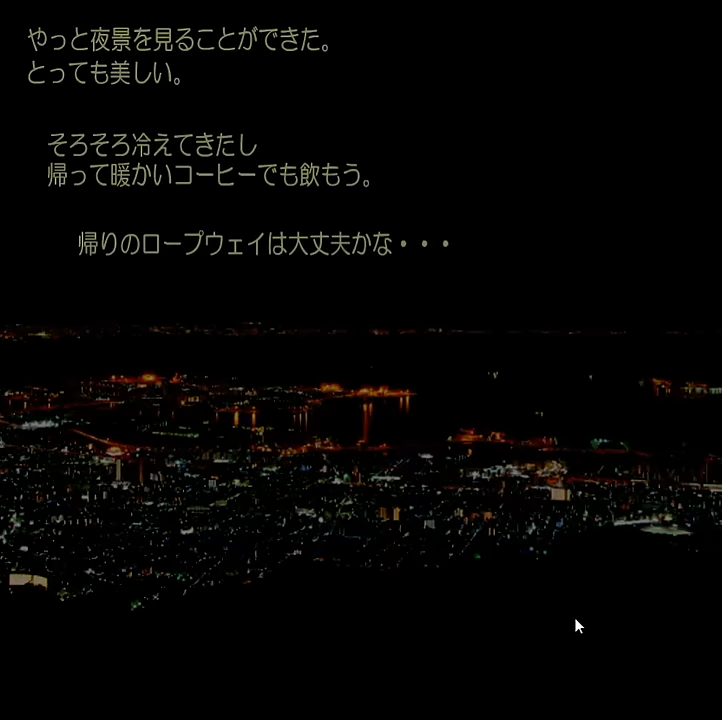 やっと夜景を見ることができた。
とっても美しい。
そろそろ冷えてきたし
帰って暖かいコーヒーでも飲もう。
帰りのロープウェイは大丈夫かな・・・